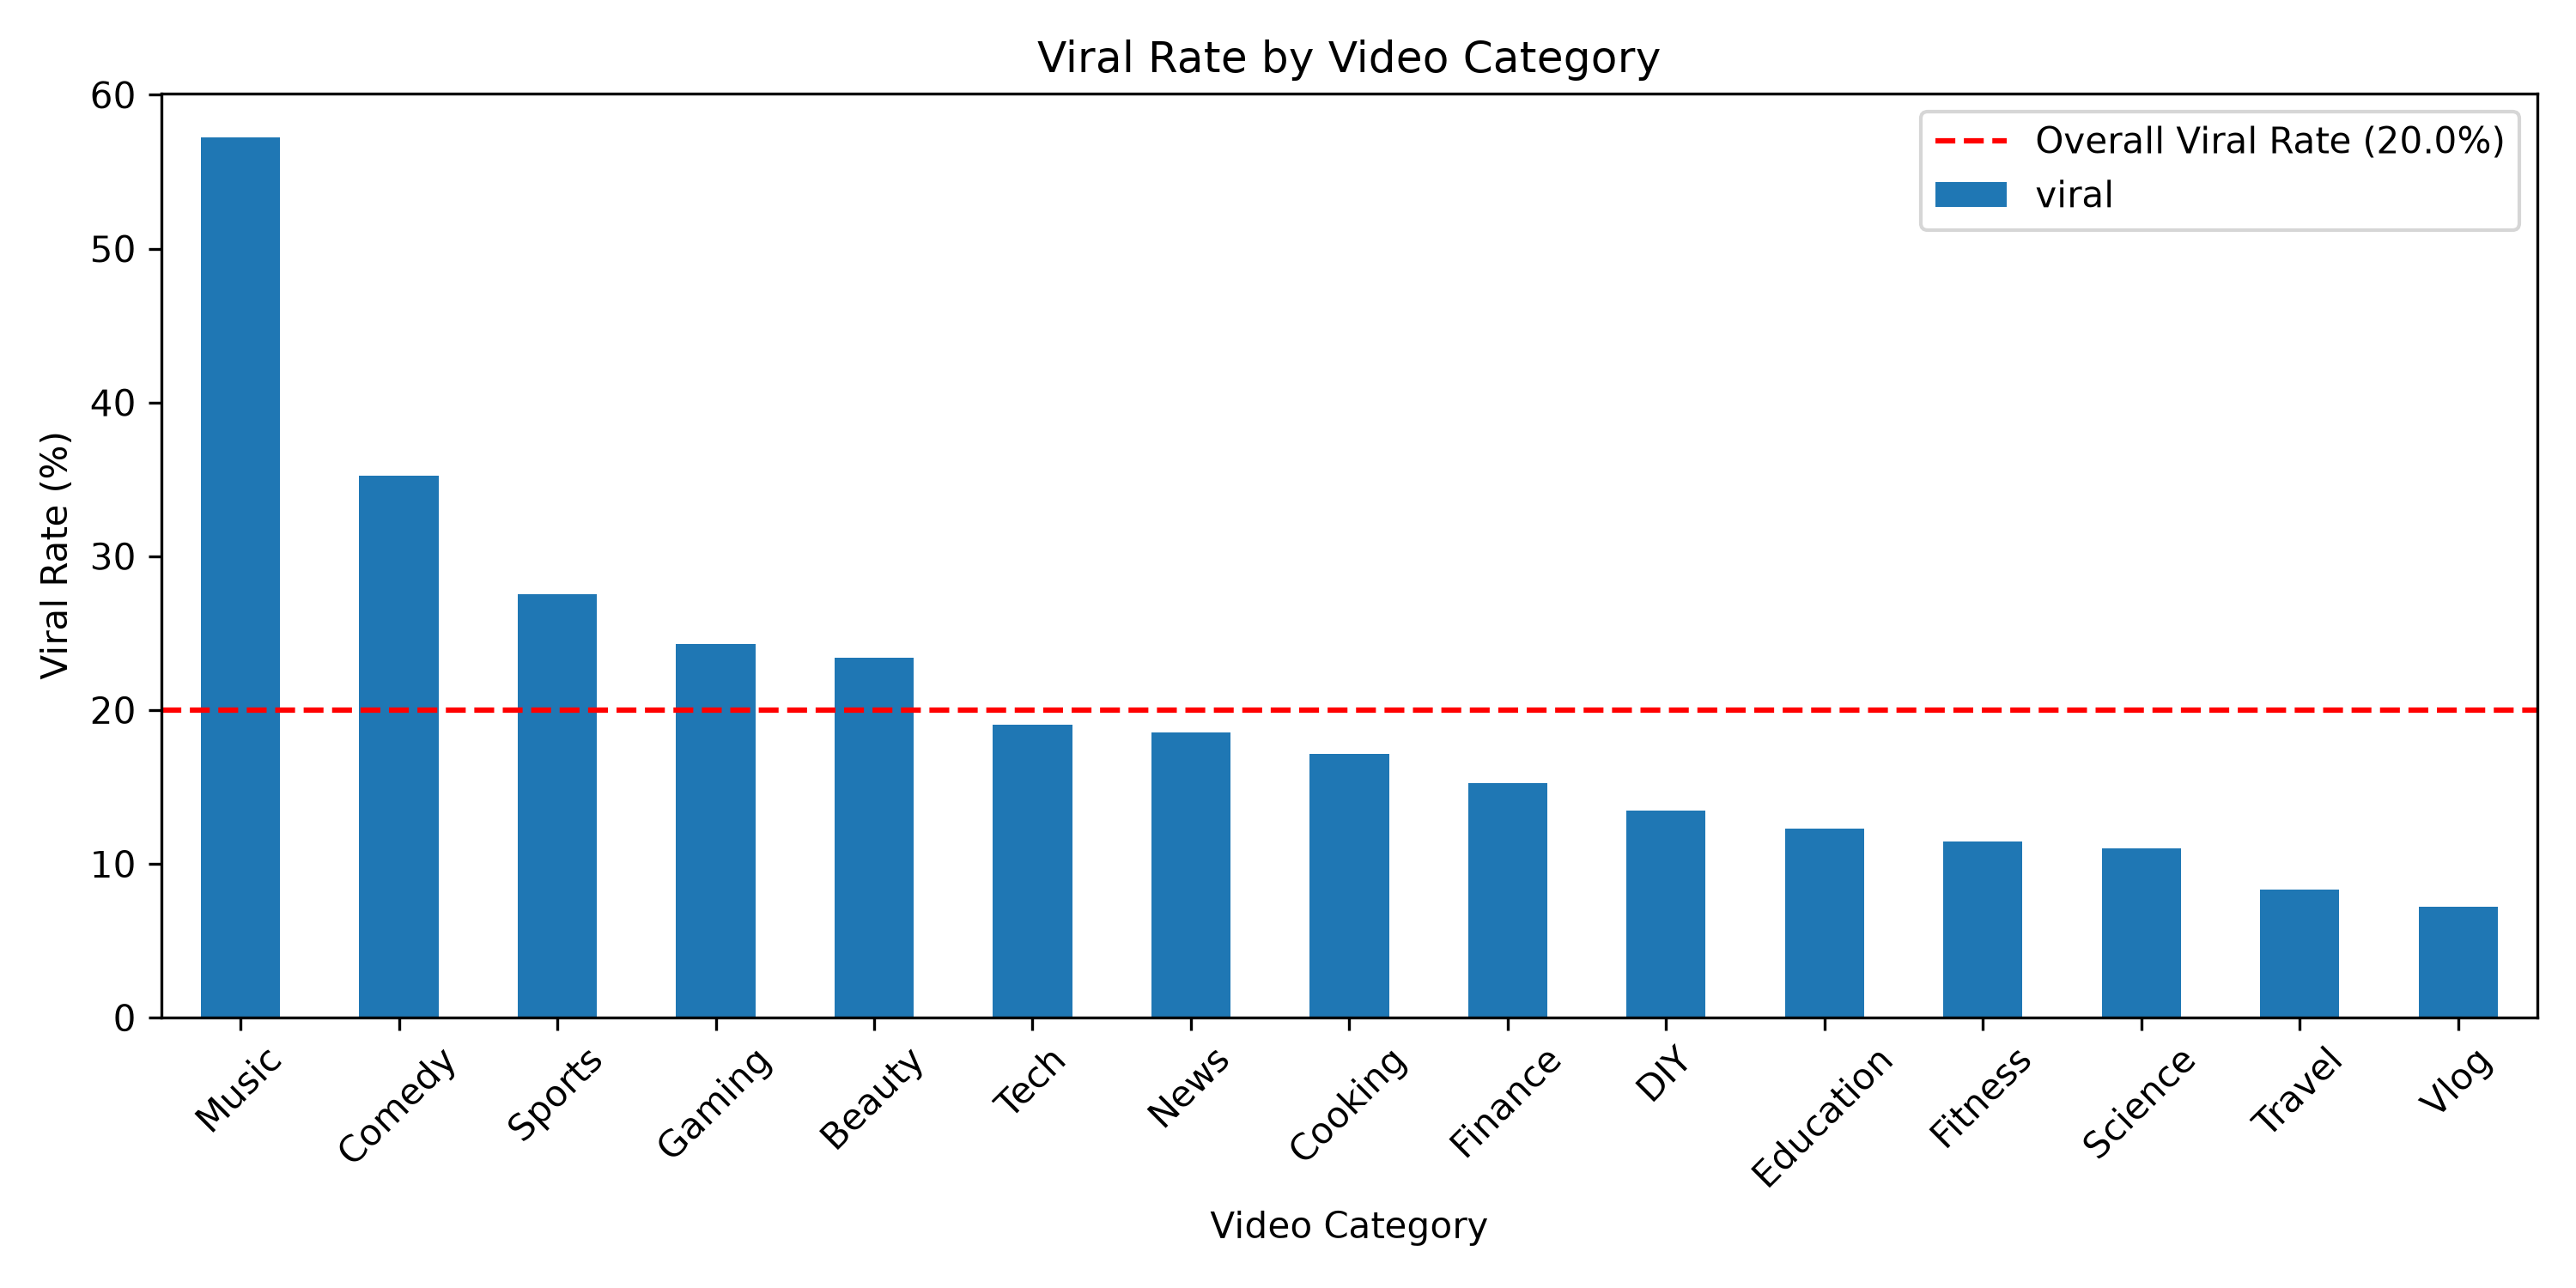 Viral Rate by Video Category
60
50
40
30
20
10
0
Viral Rate (%)
Overall Viral Rate (20.0%)
viral
Music
Comedy
Sports
Gaming
Beauty
Tech
News
Cooking
Finance
DIY
Education
Fitness
Science
Travel
Vlog
Video Category